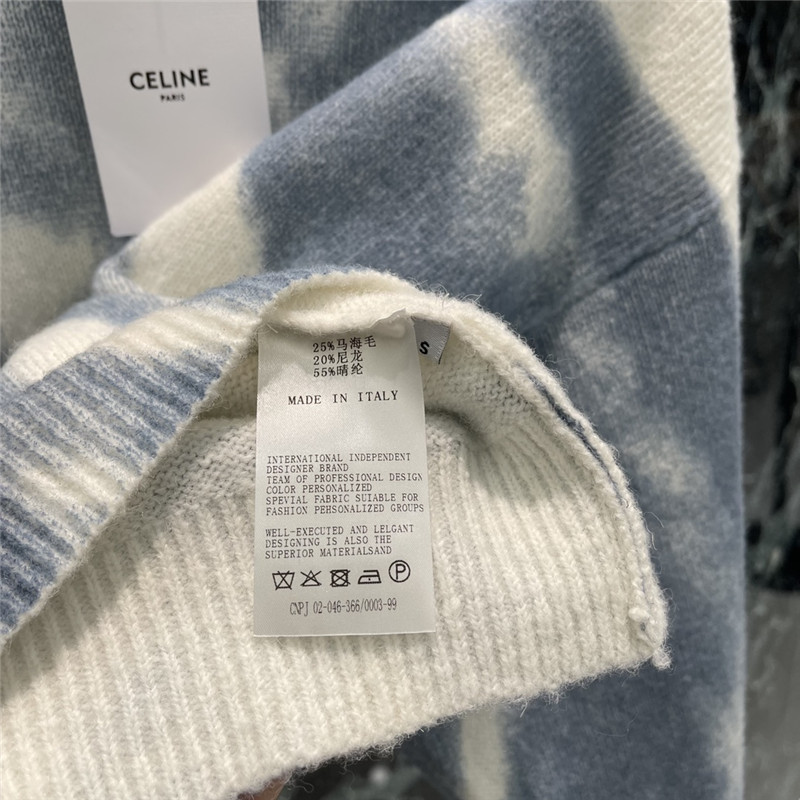 CELINE
PARIS
S
25%马海毛
20%尼龙
55%晴纶
MADE IN ITALY
INTERNATIONAL INDEPENDENT
DESIGNER BRAND
TEAM OF PROFESSIONAL DESIGN
COLOR PERSONALIZED
SPEVIAL FABRIC SUIABLE FOR
FASHION PEHSONALIZED GROUPS
WELL-EXECUTED AND LELGANT
DESIGNING IS ALSO THE
SUPERIOR MATERIALSAND
P
CNPJ 02-046-366/0003-99